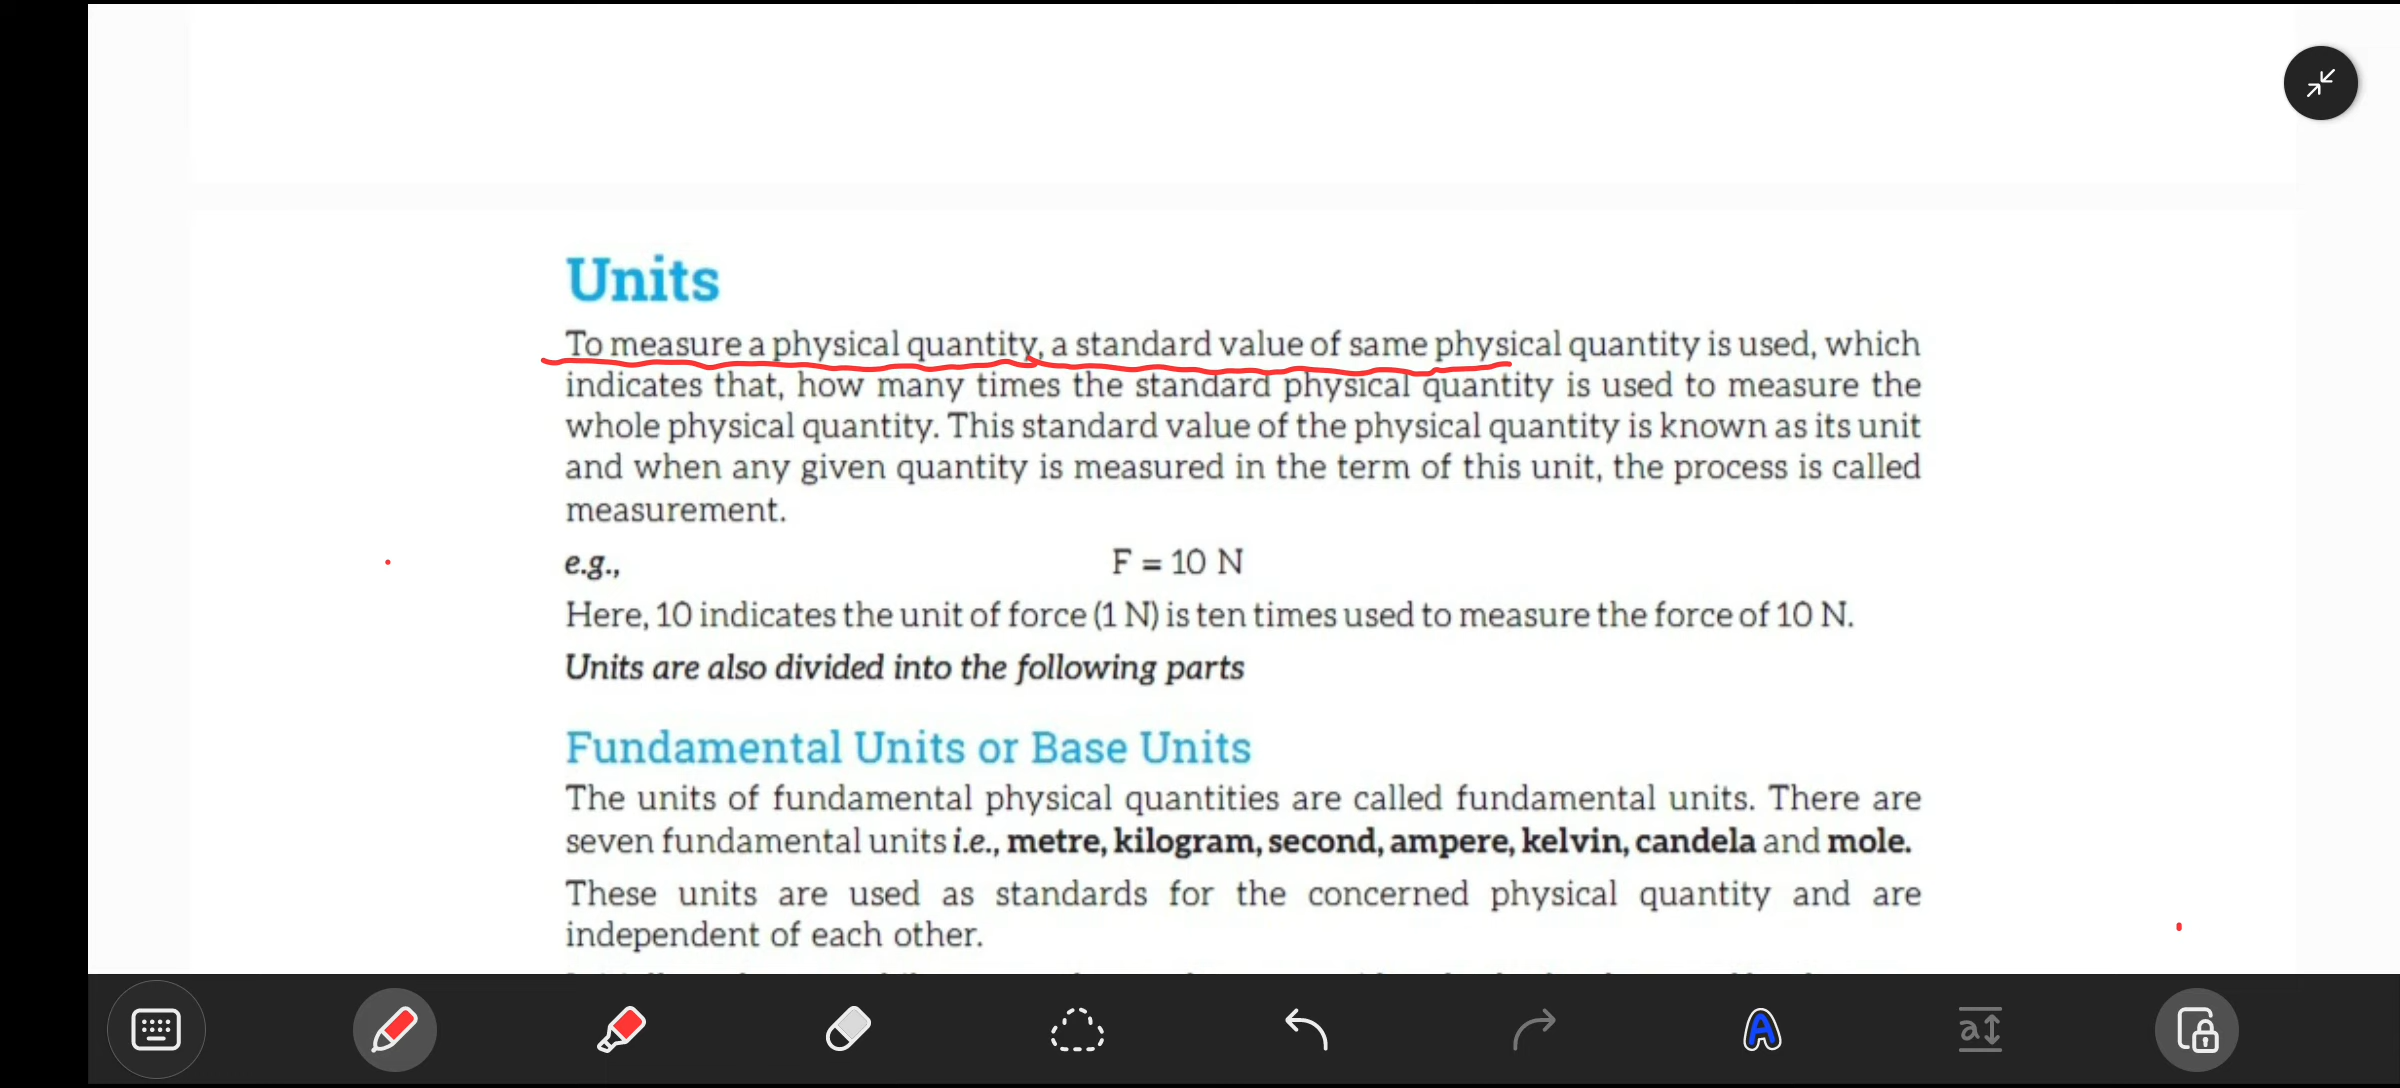 Units
To measure a physical quantity, a standard value of same physical quantity is used, which
indicates that, how many times the standard physical quantity is used to measure the
whole physical quantity. This standard value of the physical quantity is known as its unit
and when any given quantity is measured in the term of this unit, the process is called
measurement.
e.g., F = 10 N
Here, 10 indicates the unit of force (1 N) is ten times used to measure the force of 10 N.
Units are also divided into the following parts
Fundamental Units or Base Units
The units of fundamental physical quantities are called fundamental units. There are
seven fundamental units i.e., metre, kilogram, second, ampere, kelvin, candela and mole.
These units are used as standards for the concerned physical quantity and are
independent of each other.